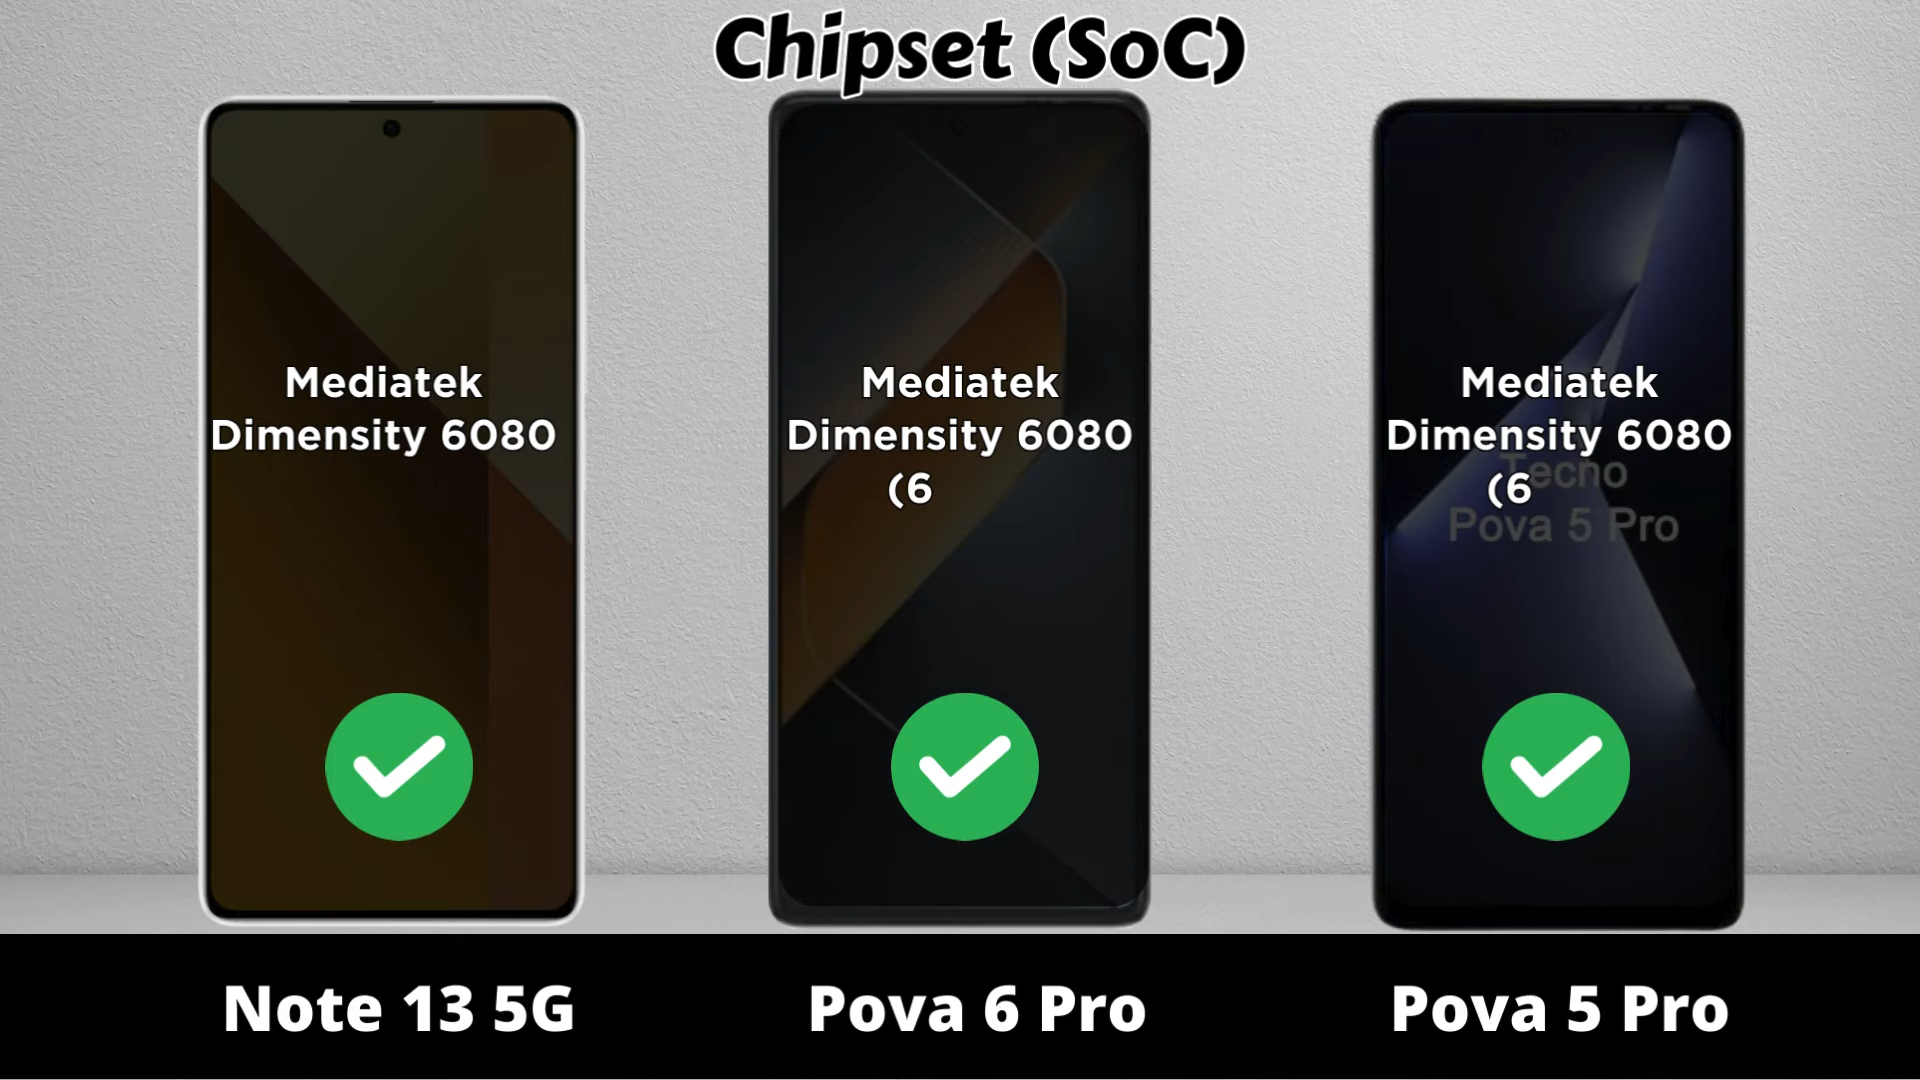 Chipset (SoC)
Mediatek
Dimensity 6080
Mediatek
Dimensity 6080
(6
Mediatek
Dimensity 6080
(6
Techo
Pova 5 Pro
Note 13 5G
Pova 6 Pro
Pova 5 Pro